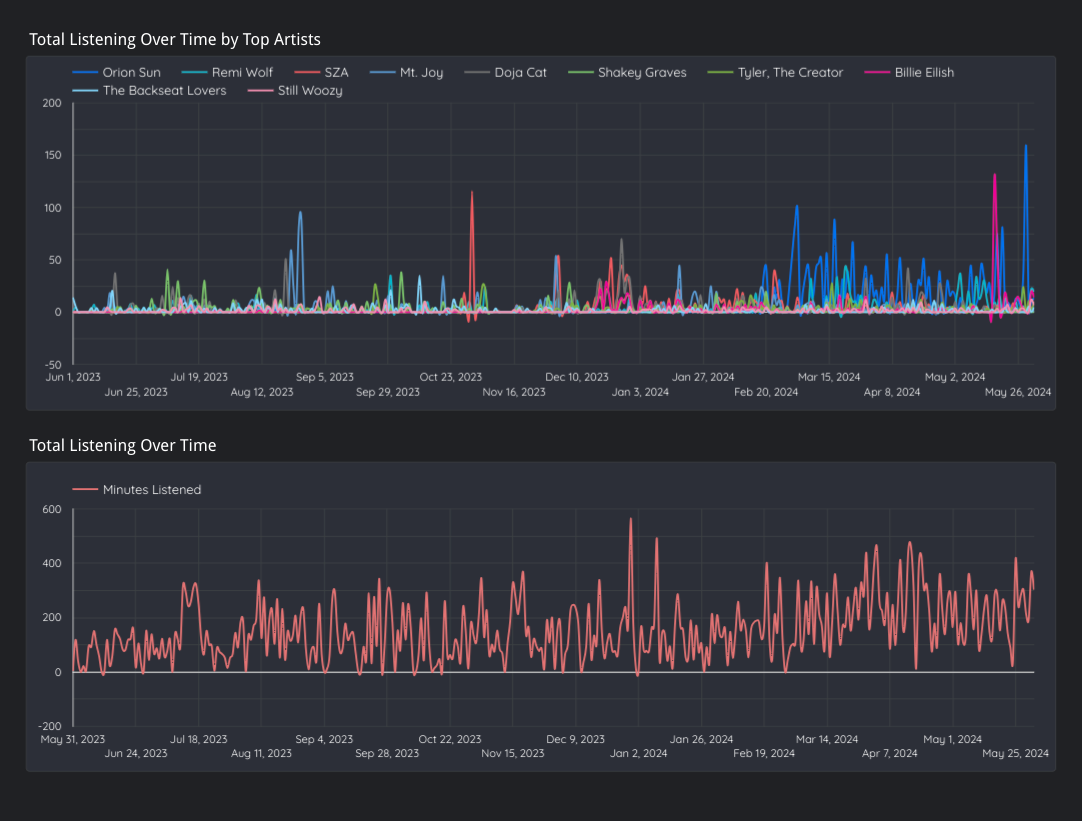 Total Listening Over Time by Top Artists
Orion Sun Remi Wolf SZA Mt. Joy Doja Cat Shakey Graves Tyler, The Creator Billie Eilish
The Backseat Lovers Still Woozy
200
150
100
50
0
-50
Jun 1, 2023 Jul 19, 2023 Sep 5, 2023 Oct 23, 2023 Dec 10, 2023 Jan 27, 2024 Mar 15, 2024 May 2, 2024
Jun 25, 2023 Aug 12, 2023 Sep 29, 2023 Nov 16, 2023 Jan 3, 2024 Feb 20, 2024 Apr 8, 2024 May 26, 2024
Total Listening Over Time
Minutes Listened
600
400
200
0
-200
May 31, 2023 Jul 18, 2023 Sep 4, 2023 Oct 22, 2023 Dec 9, 2023 Jan 26, 2024 Mar 14, 2024 May 1, 2024
Jun 24, 2023 Aug 11, 2023 Sep 28, 2023 Nov 15, 2023 Jan 2, 2024 Feb 19, 2024 Apr 7, 2024 May 25, 2024